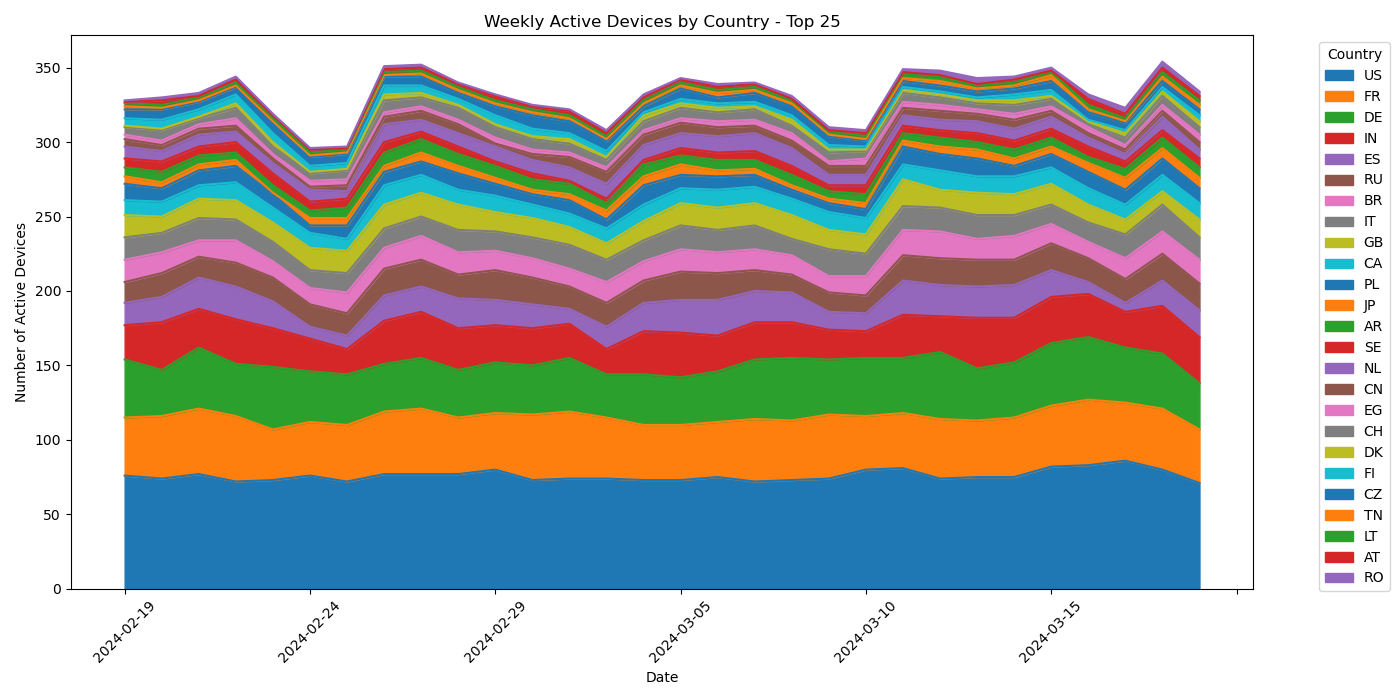 Weekly Active Devices by Country - Top 25
Number of Active Devices
350
300
250
200
150
100
50
0
2024-02-19
2024-02-24
2024-02-29
2024-03-05
2024-03-10
2024-03-15
Date
Country
US
FR
DE
IN
ES
RU
BR
IT
GB
CA
PL
JP
AR
SE
NL
CN
EG
CH
DK
FI
CZ
TN
LT
AT
RO